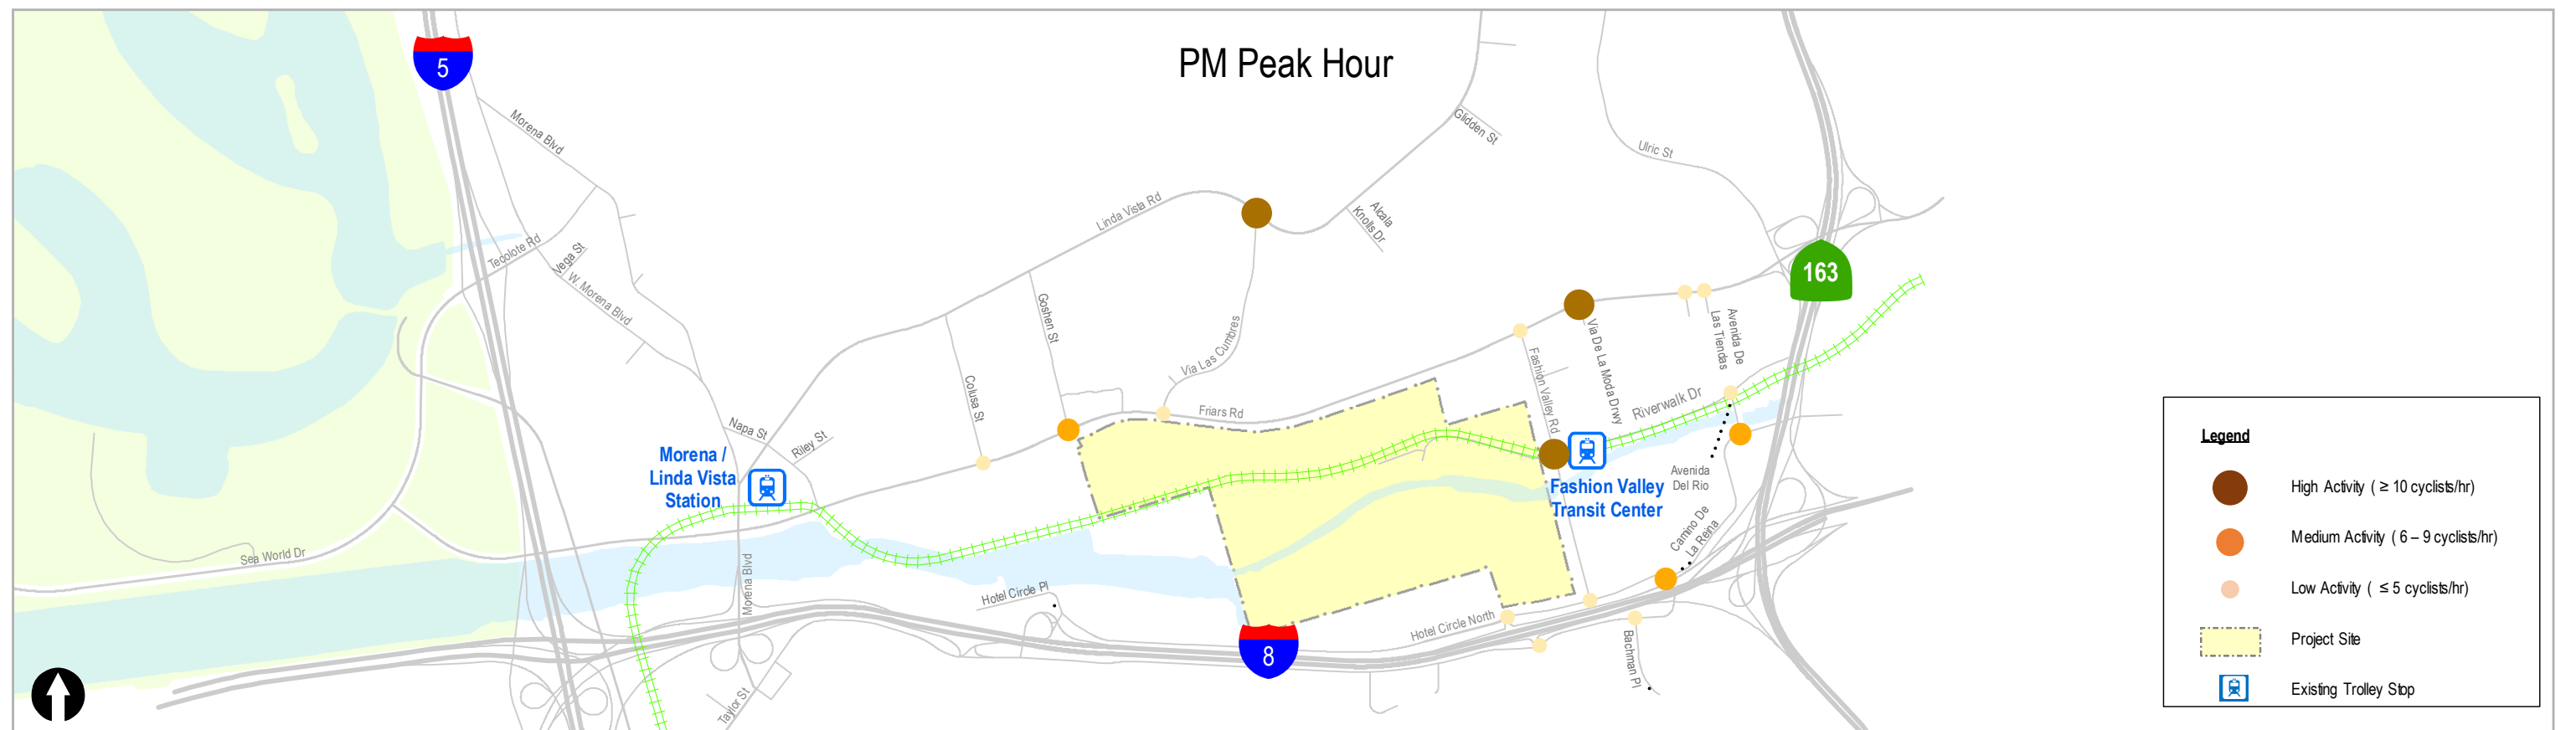 PM Peak Hour
5
Morena Blvd
Glidden St
Ulric St
Linda Vista Rd
Alcala
Knolls Dr
Tecolote Rd
Vega St
W. Morena Blvd
163
Goshen St
Via Las Cumbres
Colusa St
Fashion Valley Rd
Via De La Moda Drwy
Avenida De
Las Tiendas
Riverwalk Dr
Friars Rd
Napa St
Riley St
Morena /
Linda Vista
Station
Fashion Valley
Transit Center
Avenida
Del Rio
Camino De
La Reina
Sea World Dr
Morena Blvd
Hotel Circle Pl
Hotel Circle North
8
Bachman Pl
Taylor St
Legend
High Activity ( ≥ 10 cyclists/hr)
Medium Activity ( 6 – 9 cyclists/hr)
Low Activity ( ≤ 5 cyclists/hr)
Project Site
Existing Trolley Stop